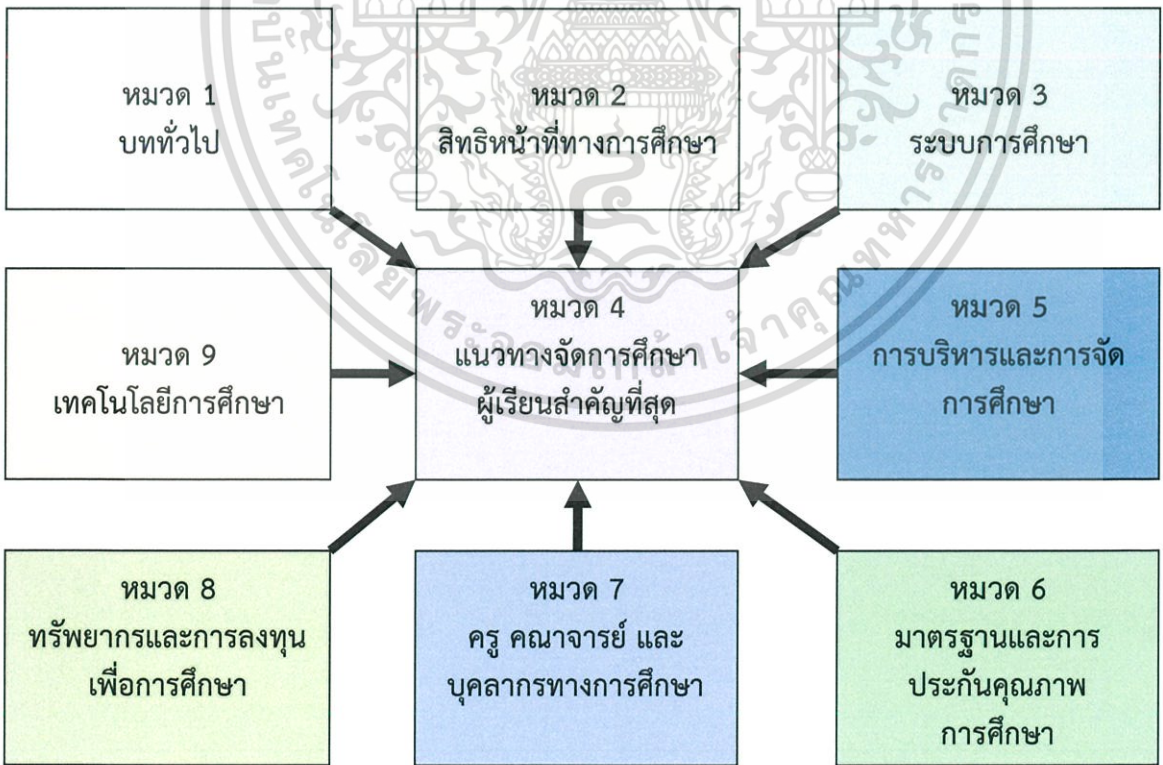 หมวด 1
บททั่วไป
หมวด 2
สิทธิหน้าที่ทางการศึกษา
หมวด 3
ระบบการศึกษา
หมวด 9
เทคโนโลยีการศึกษา
หมวด 4
แนวทางจัดการศึกษา
ผู้เรียนสำคัญที่สุด
หมวด 5
การบริหารและการจัด
การศึกษา
หมวด 8
ทรัพยากรและการลงทุน
เพื่อการศึกษา
หมวด 7
ครู คณาจารย์ และ
บุคลากรทางการศึกษา
หมวด 6
มาตรฐานและการ
ประกันคุณภาพ
การศึกษา